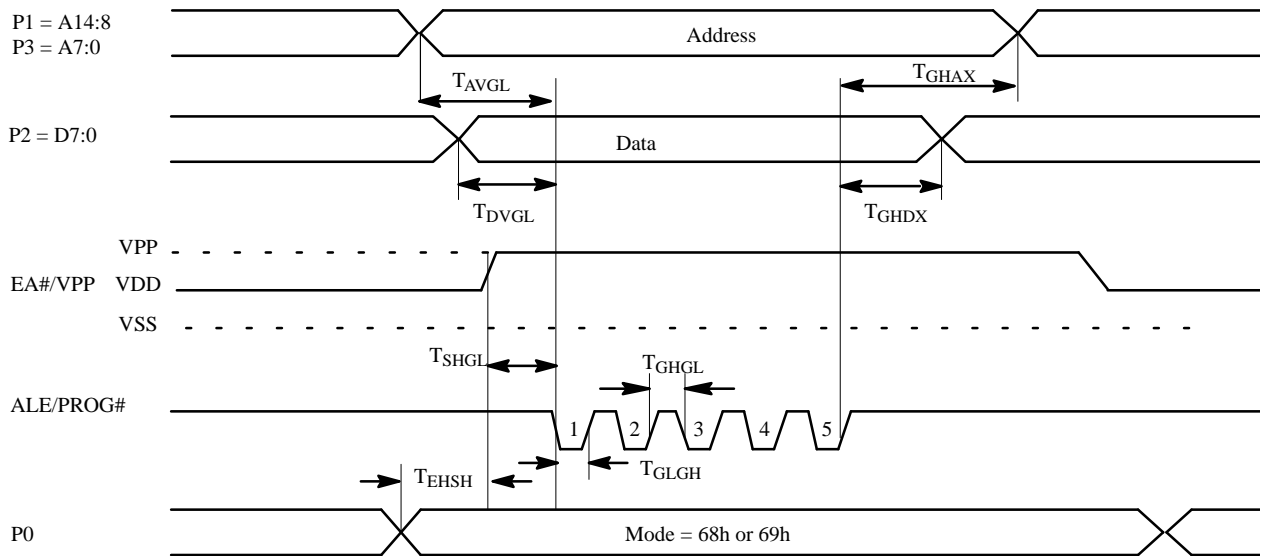 P1 = A14:8
P3 = A7:0
Address
TAVGL
TGHAX
P2 = D7:0
Data
TDVGL
TGHDX
VPP
EA#/VPP VDD
VSS
TSHGL
TGHGL
ALE/PROG#
1 2 3 4 5
TEHSH
TGLGH
P0
Mode = 68h or 69h